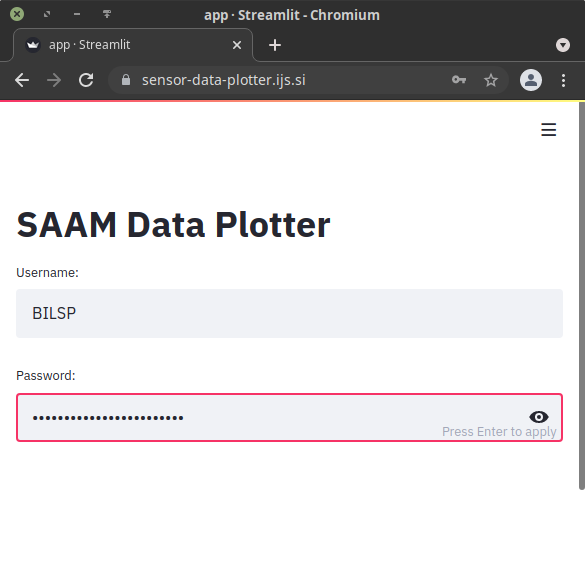 app · Streamlit - Chromium
app · Streamlit
sensor-data-plotter.ijs.si
SAAM Data Plotter
Username:
BILSP
Password:
••••••••••••••••••••••••
Press Enter to apply